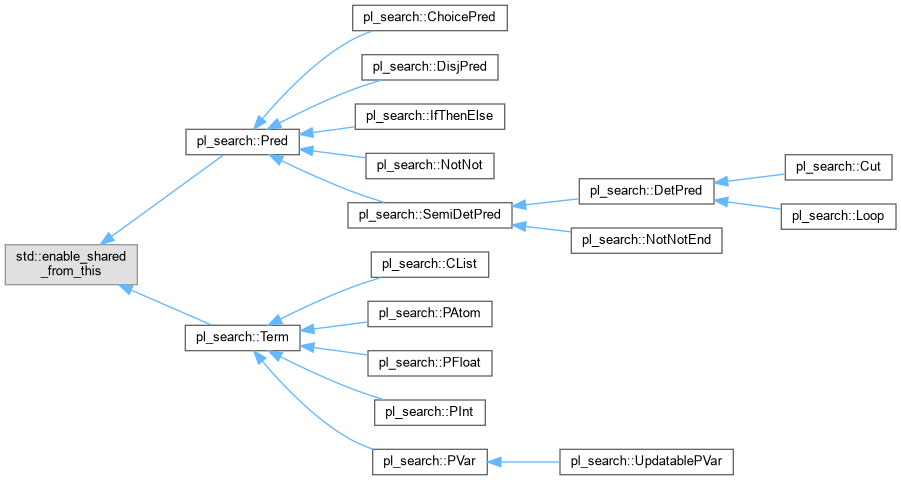 pl_search::ChoicePred
pl_search::DisjPred
pl_search::IfThenElse
pl_search::Pred
pl_search::NotNot
pl_search::Cut
pl_search::DetPred
pl_search::SemiDetPred
pl_search::Loop
pl_search::NotNotEnd
std::enable_shared
_from_this
pl_search::CList
pl_search::PAtom
pl_search::Term
pl_search::PFloat
pl_search::PInt
pl_search::PVar
pl_search::UpdatablePVar